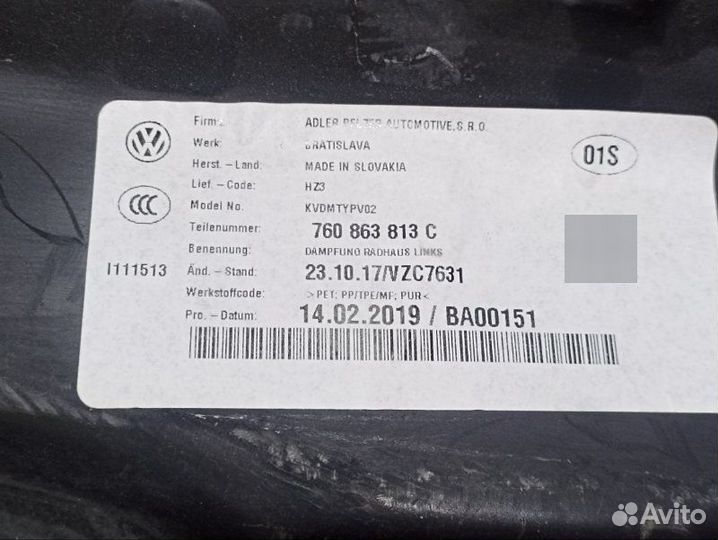 Firma: ADLER PELZER AUTOMOTIVE,S.R.O.
Werk: BRATISLAVA
Herst. – Land: MADE IN SLOVAKIA
01S
Lief. – Code: HZ3
CCC
Model No. KVDMTYPV02
Teilenummer: 760 863 813 C
Benennung: DAMPFUNG RADHAUS LINKS
I111513
Änd. – Stand: 23.10.17/VZC7631
Werkstoffcode: >PET; PP/TPE/MF; PUR<
Pro. – Datum: 14.02.2019 / BA00151
Avito